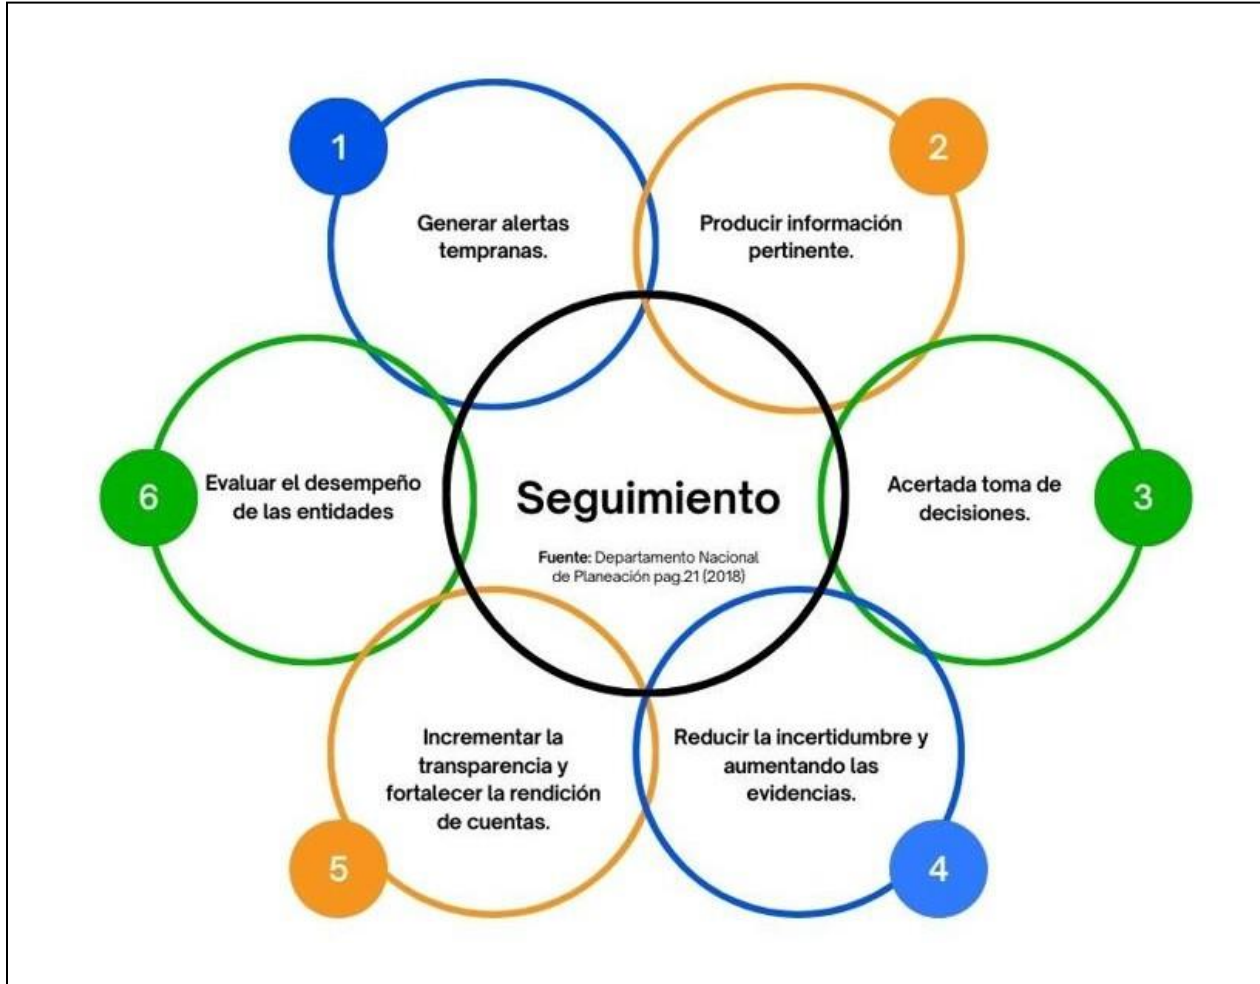 1
Generar alertas
tempranas.
2
Producir información
pertinente.
3
Acertada toma de
decisiones.
4
Reducir la incertidumbre y
aumentando las
evidencias.
5
Incrementar la
transparencia y
fortalecer la rendición
de cuentas.
6
Evaluar el desempeño
de las entidades
Seguimiento
Fuente: Departamento Nacional
de Planeación pag.21 (2018)